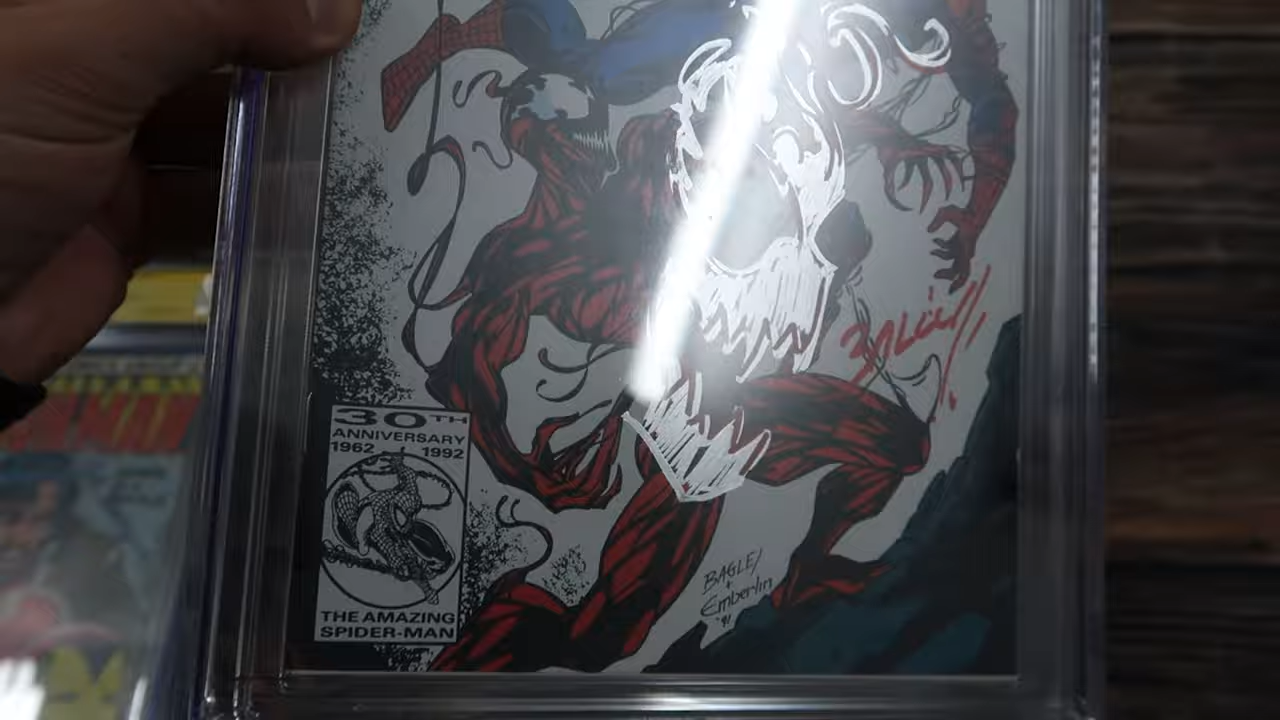 30TH
ANNIVERSARY
1962 1992
THE AMAZING
SPIDER-MAN
BAGLEY
+
Emberlin
'91